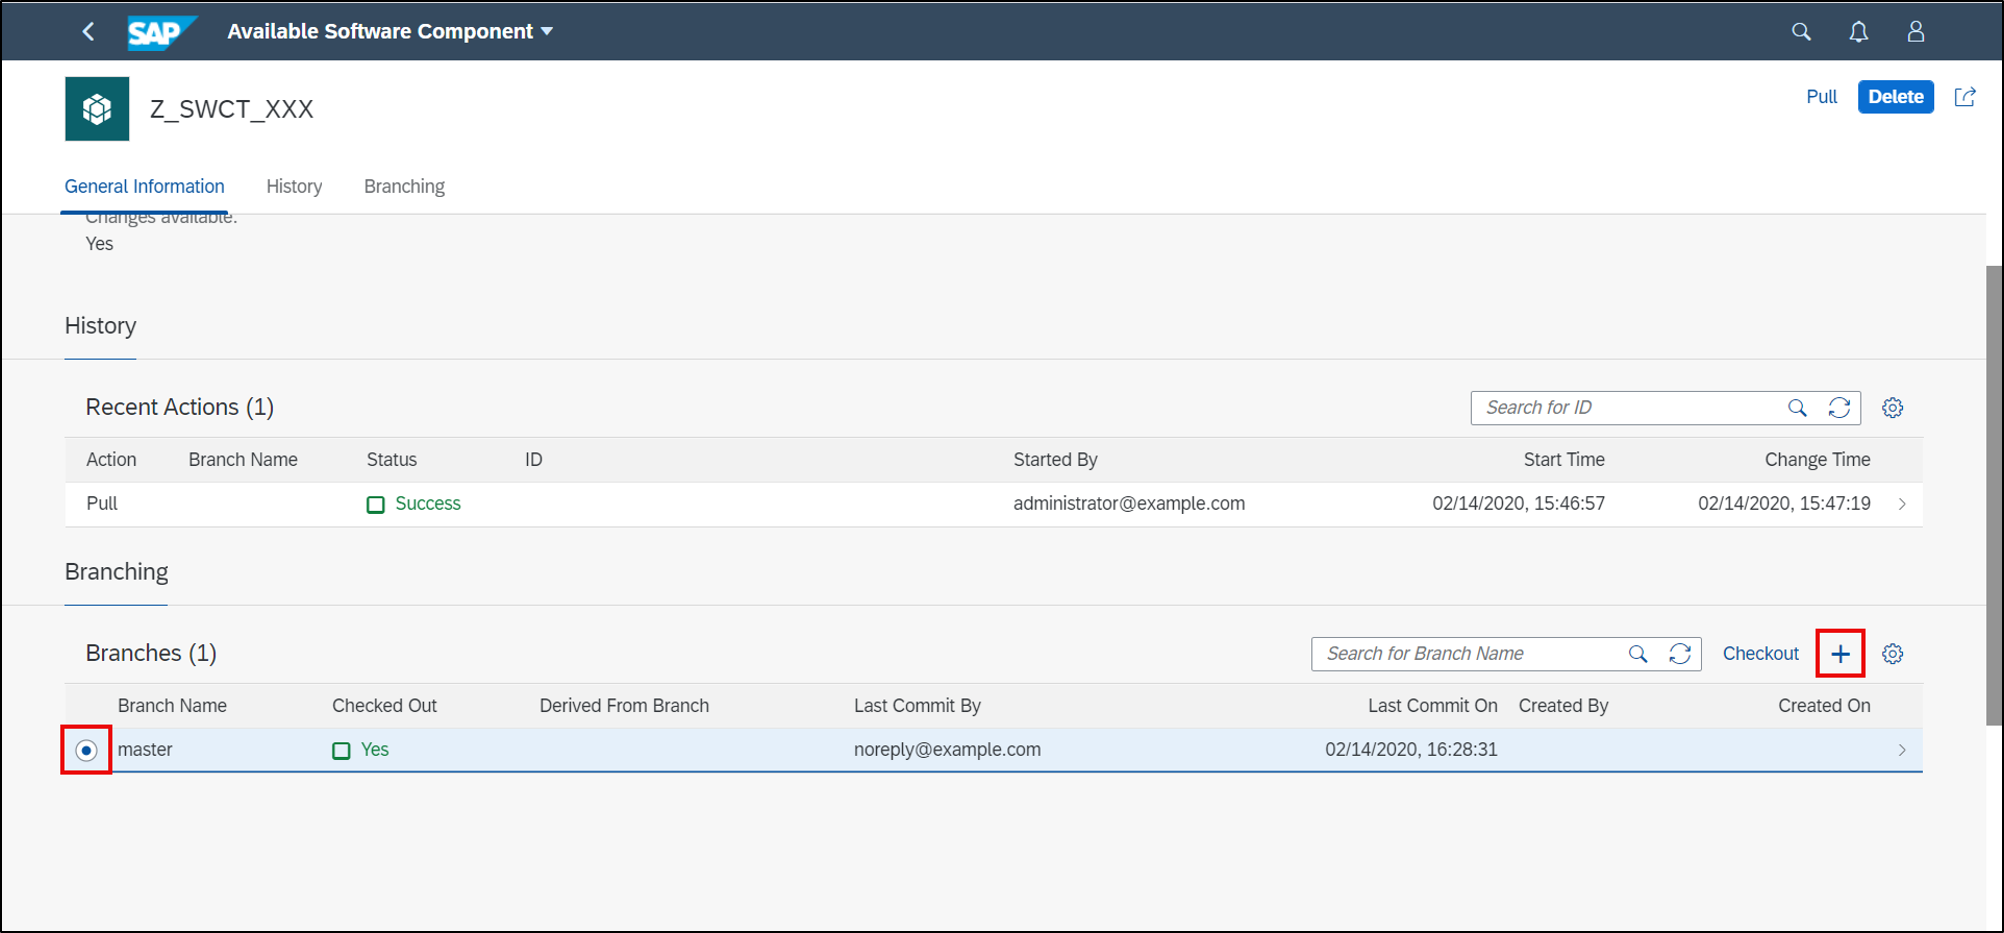 SAP Available Software Component
Z_SWCT_XXX
Pull Delete
General Information History Branching
Changes available:
Yes
History
Recent Actions (1) Search for ID
Action Branch Name Status ID Started By Start Time Change Time
Pull Success administrator@example.com 02/14/2020, 15:46:57 02/14/2020, 15:47:19
Branching
Branches (1) Search for Branch Name Checkout
Branch Name Checked Out Derived From Branch Last Commit By Last Commit On Created By Created On
master Yes noreply@example.com 02/14/2020, 16:28:31